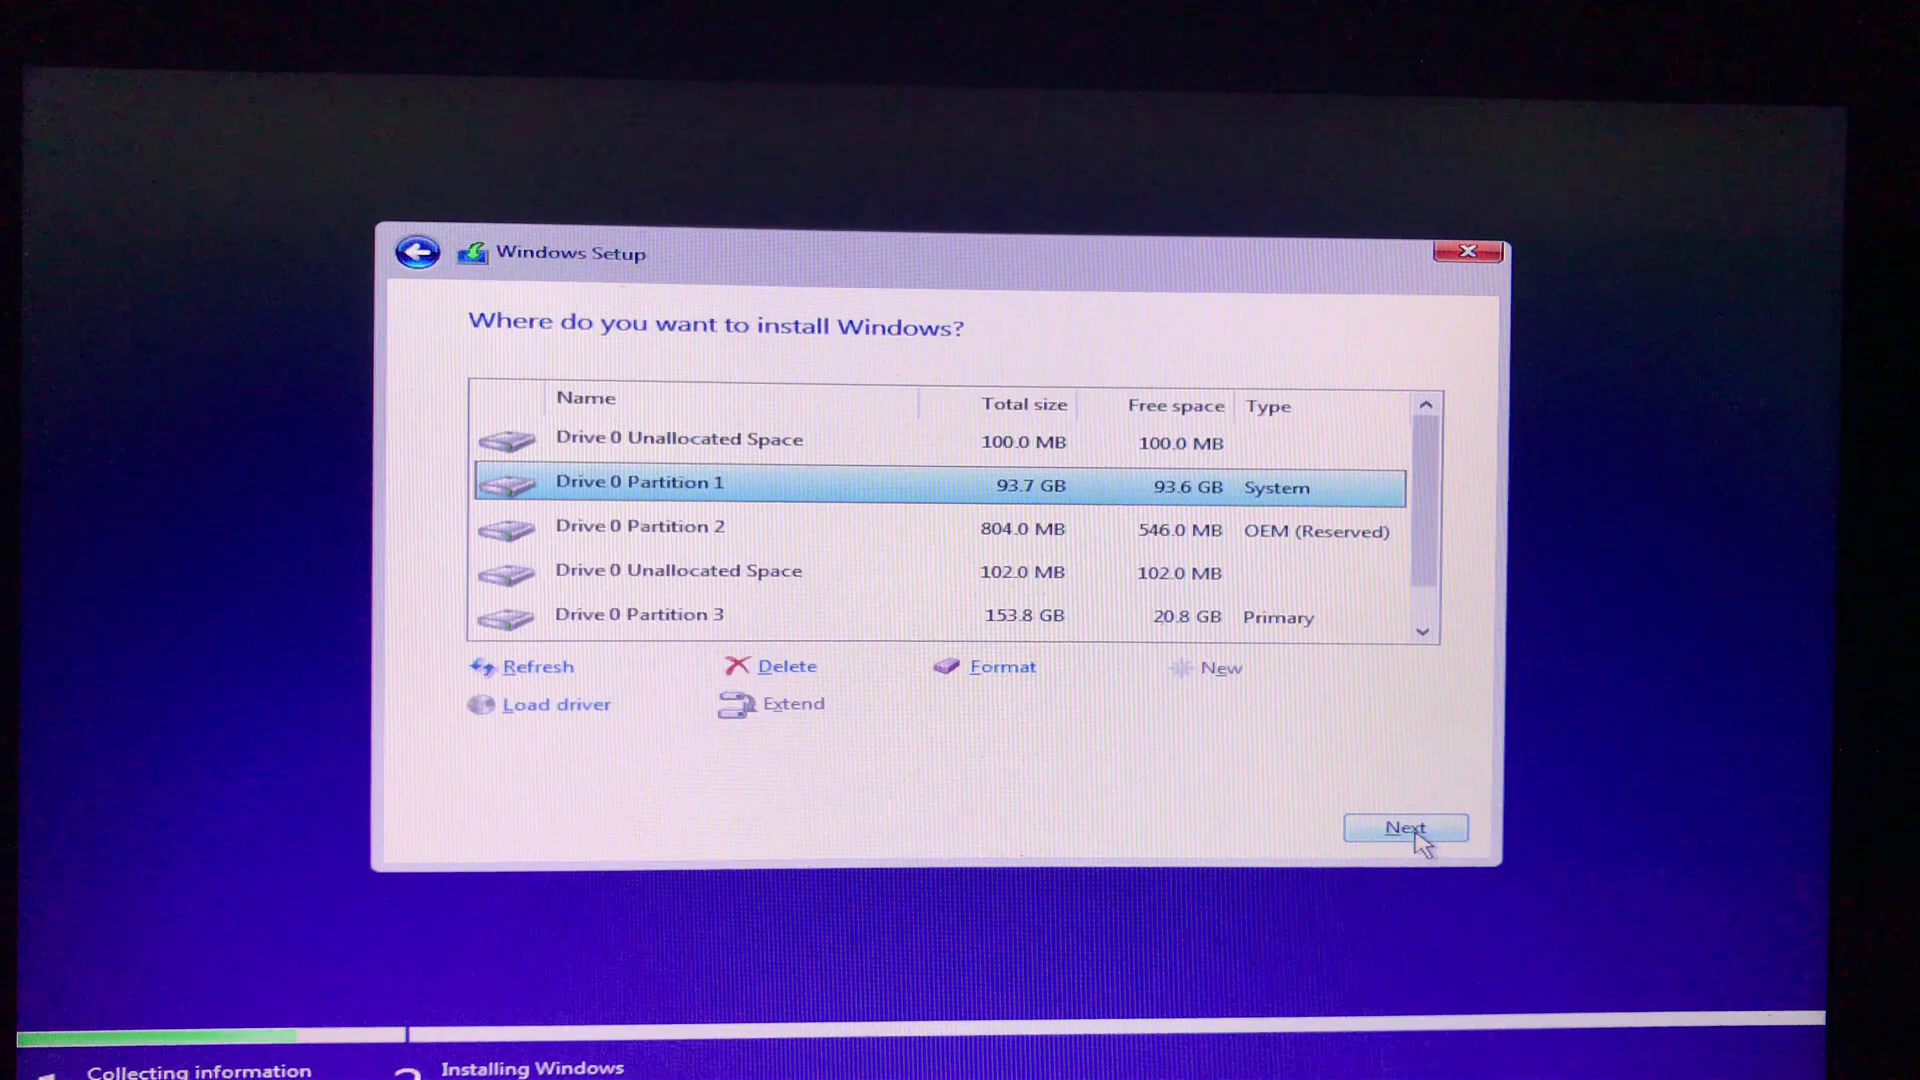 Windows Setup
Where do you want to install Windows?
Name Total size Free space Type
Drive 0 Unallocated Space 100.0 MB 100.0 MB
Drive 0 Partition 1 93.7 GB 93.6 GB System
Drive 0 Partition 2 804.0 MB 546.0 MB OEM (Reserved)
Drive 0 Unallocated Space 102.0 MB 102.0 MB
Drive 0 Partition 3 153.8 GB 20.8 GB Primary
Refresh Delete Format New
Load driver Extend
Next
Collecting information 2 Installing Windows